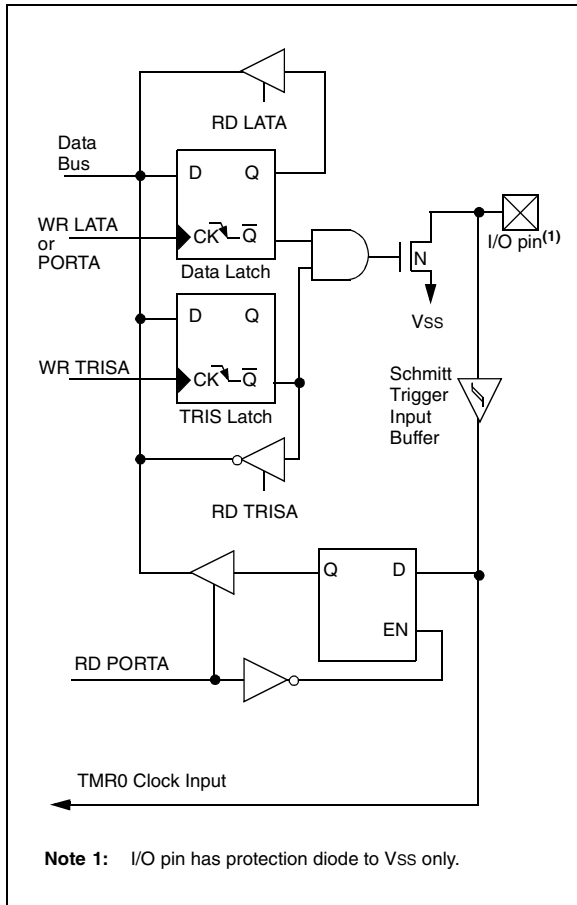 RD LATA
Data
Bus
D Q
WR LATA
or
PORTA
CK Q̅
Data Latch
I/O pin(1)
N
VSS
D Q
WR TRISA
CK Q̅
TRIS Latch
Schmitt
Trigger
Input
Buffer
RD TRISA
Q D
EN
RD PORTA
TMR0 Clock Input
Note 1: I/O pin has protection diode to VSS only.